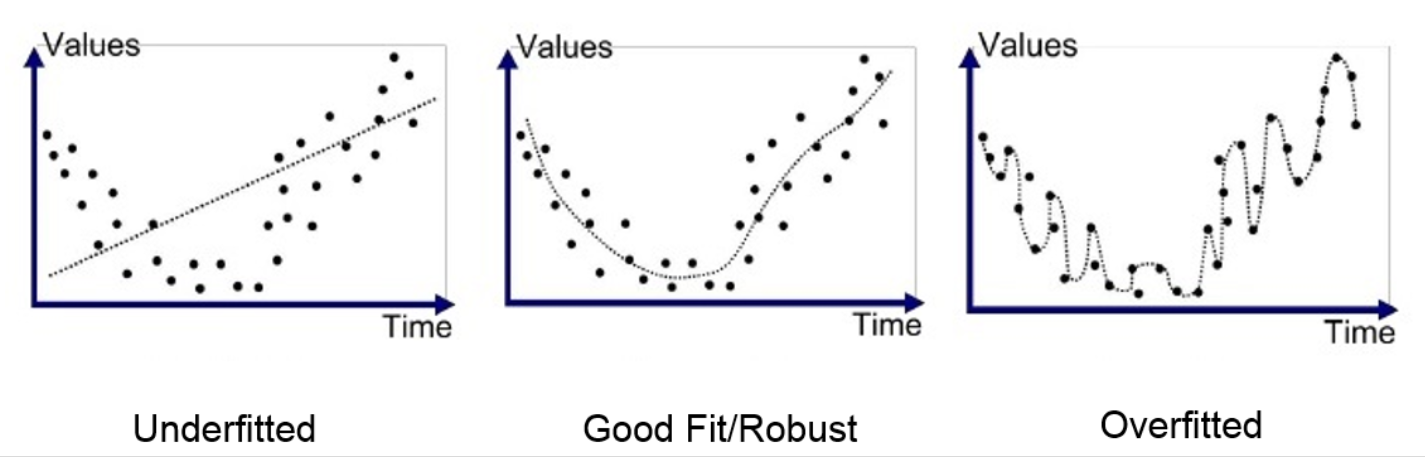 Values
Time
Underfitted
Values
Time
Good Fit/Robust
Values
Time
Overfitted